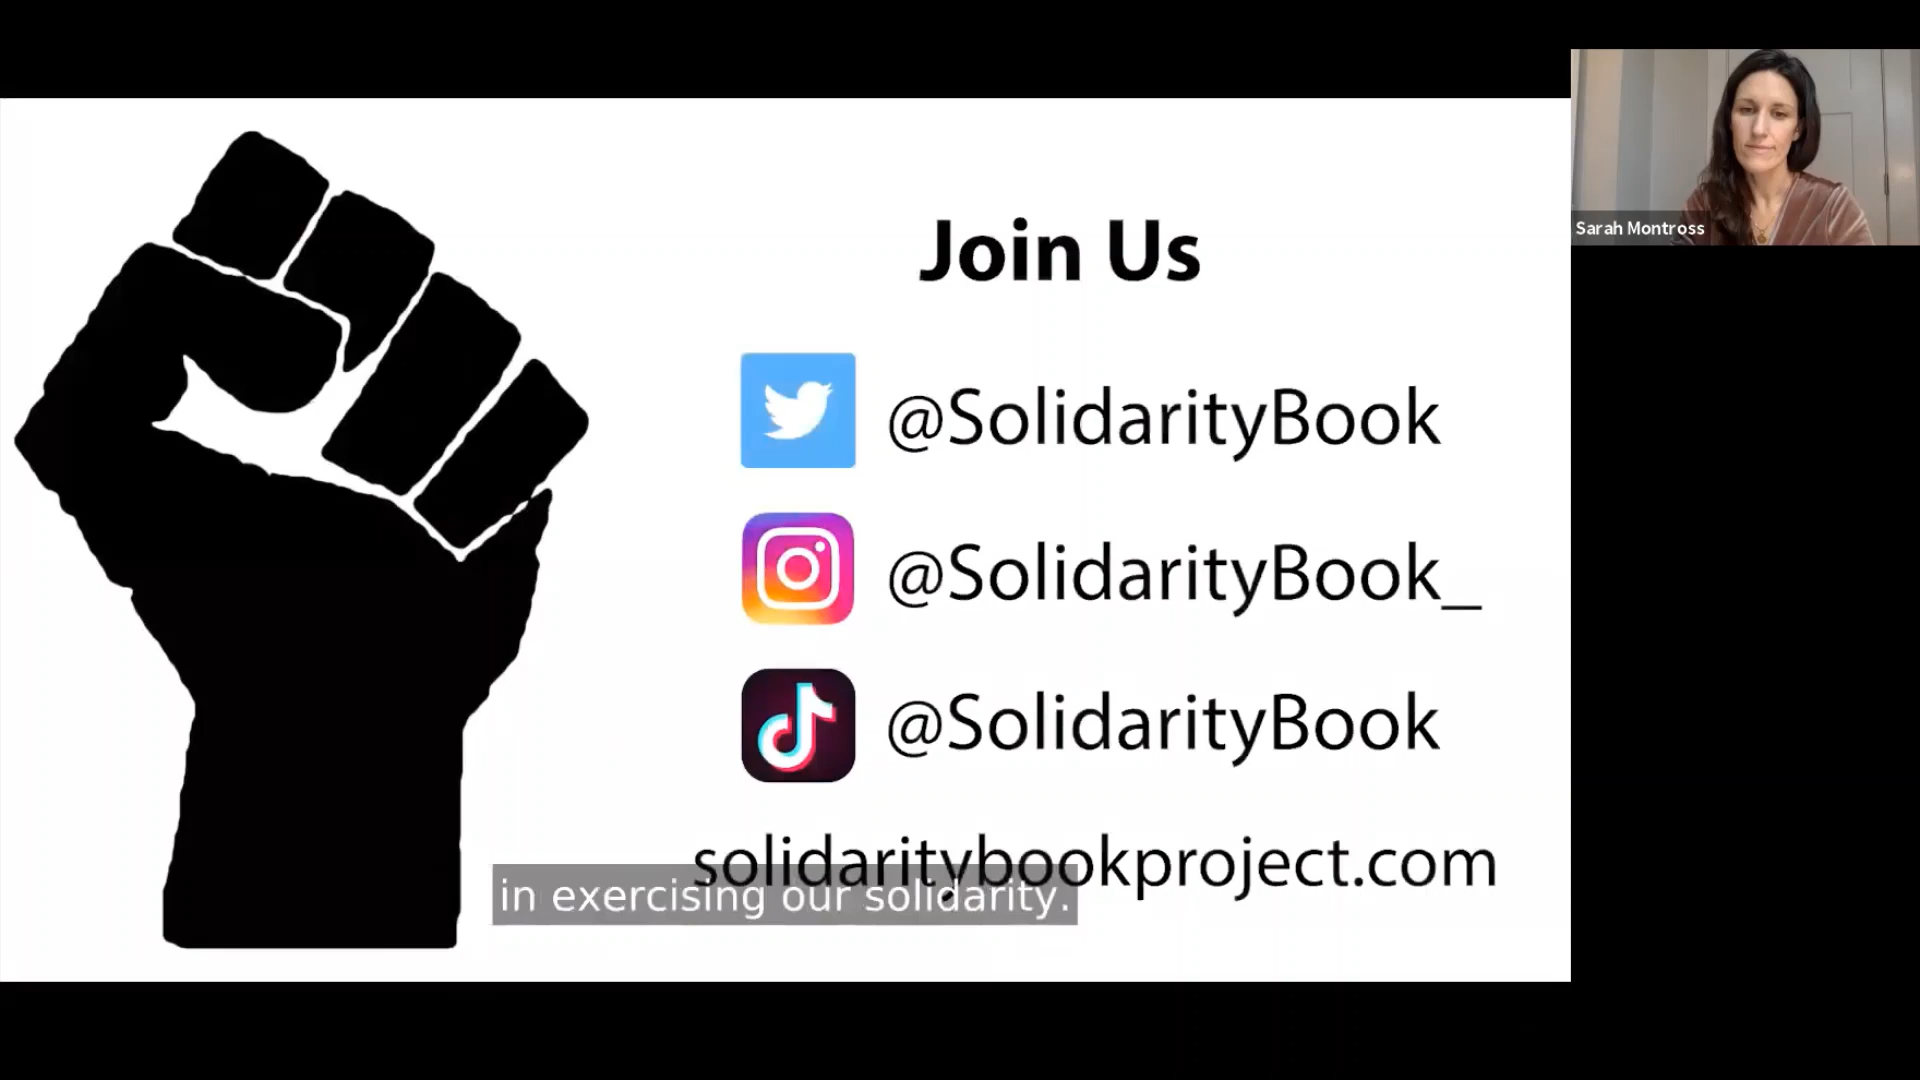 Join Us
@SolidarityBook
@SolidarityBook_
@SolidarityBook
solidaritybookproject.com
in exercising our solidarity.
Sarah Montross